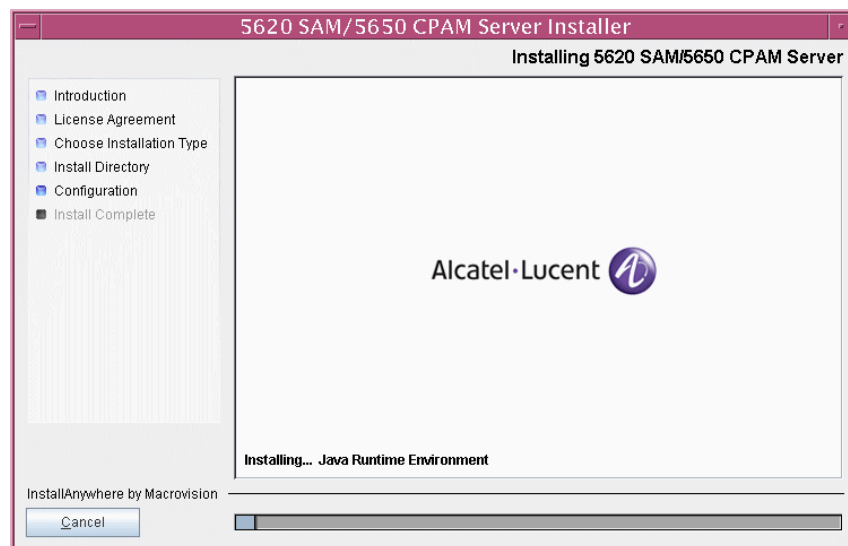 5620 SAM/5650 CPAM Server Installer
Installing 5620 SAM/5650 CPAM Server
Introduction
License Agreement
Choose Installation Type
Install Directory
Configuration
Install Complete
Alcatel·Lucent
Installing... Java Runtime Environment
InstallAnywhere by Macrovision
Cancel